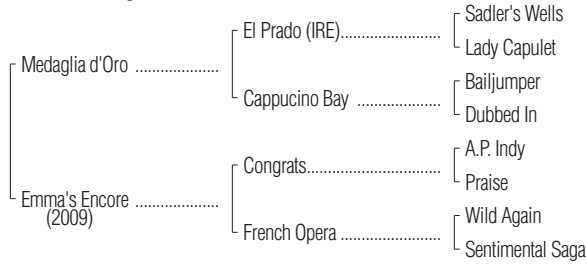 Sadler's Wells
El Prado (IRE)....................
Lady Capulet
Medaglia d'Oro ....................
Bailjumper
Cappucino Bay ....................
Dubbed In
A.P. Indy
Congrats............................
Praise
Emma's Encore ....................
(2009)
Wild Again
French Opera ........................
Sentimental Saga